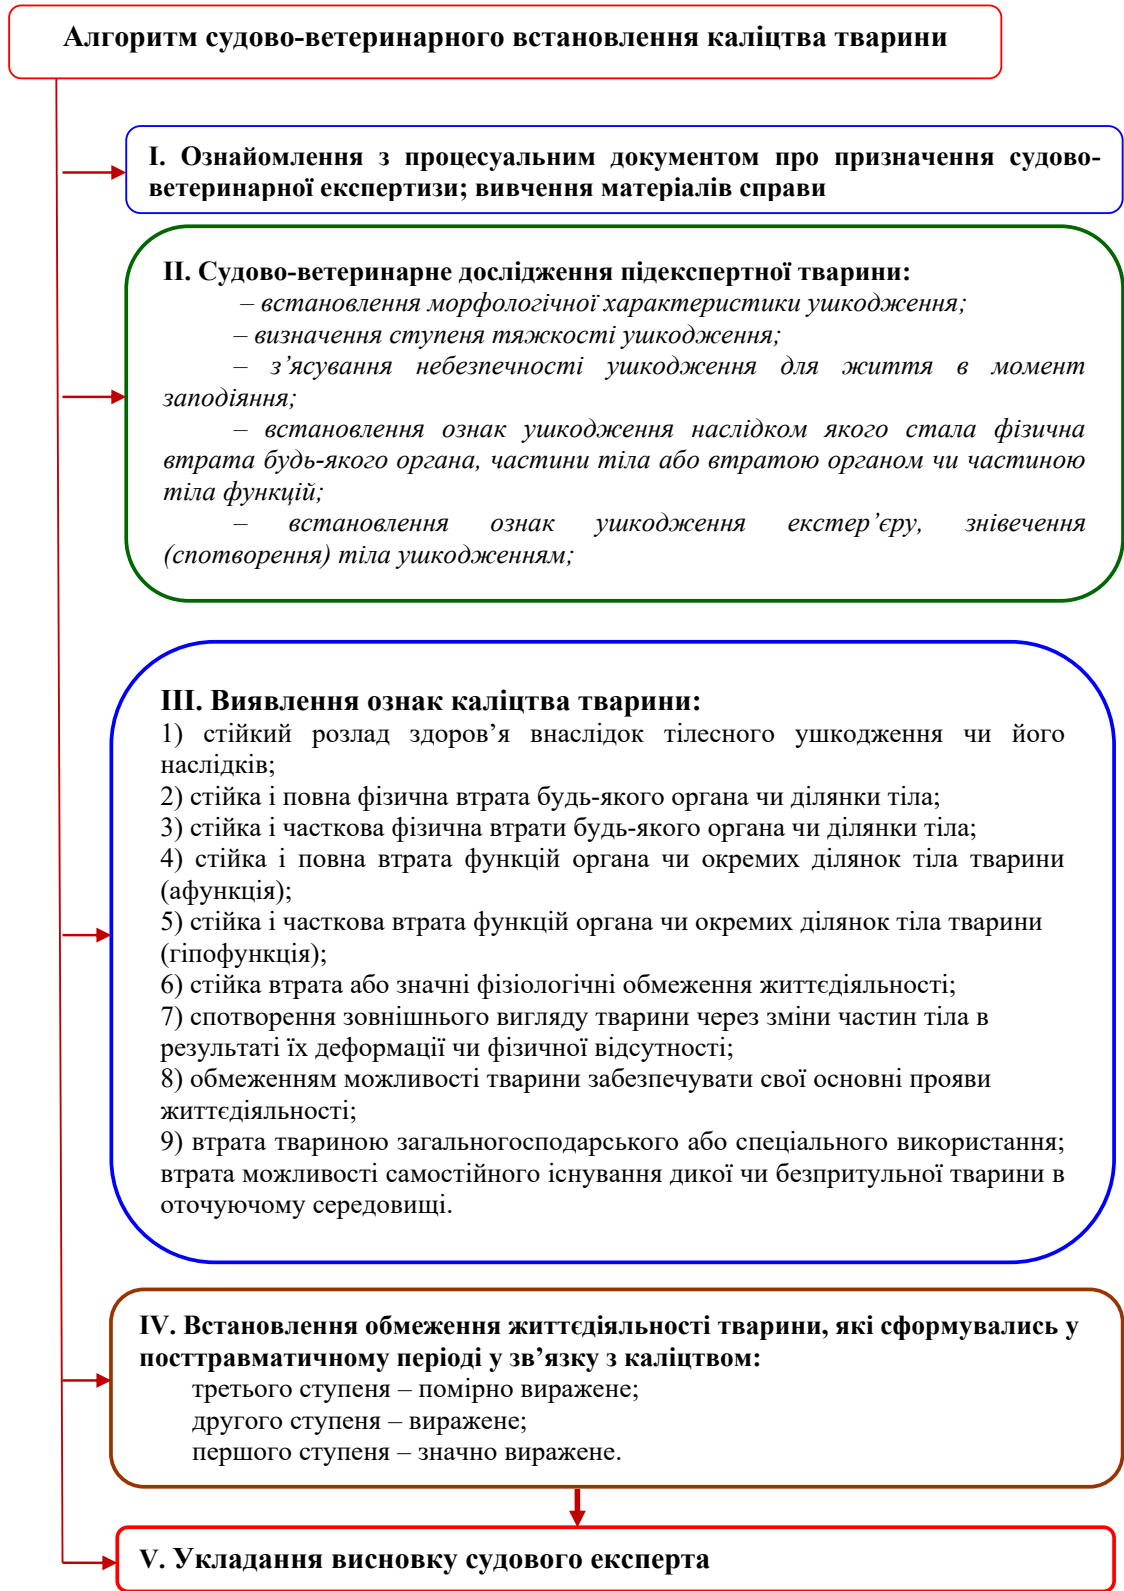 Алгоритм судово-ветеринарного встановлення каліцтва тварини
І. Ознайомлення з процесуальним документом про призначення судово-
ветеринарної експертизи; вивчення матеріалів справи
ІІ. Судово-ветеринарне дослідження підекспертної тварини:
– встановлення морфологічної характеристики ушкодження;
– визначення ступеня тяжкості ушкодження;
– з’ясування небезпечності ушкодження для життя в момент
заподіяння;
– встановлення ознак ушкодження наслідком якого стала фізична
втрата будь-якого органа, частини тіла або втратою органом чи частиною
тіла функцій;
– встановлення ознак ушкодження екстер’єру, знівечення
(спотворення) тіла ушкодженням;
ІІІ. Виявлення ознак каліцтва тварини:
1) стійкий розлад здоров’я внаслідок тілесного ушкодження чи його
наслідків;
2) стійка і повна фізична втрата будь-якого органа чи ділянки тіла;
3) стійка і часткова фізична втрати будь-якого органа чи ділянки тіла;
4) стійка і повна втрата функцій органа чи окремих ділянок тіла тварини
(афункція);
5) стійка і часткова втрата функцій органа чи окремих ділянок тіла тварини
(гіпофункція);
6) стійка втрата або значні фізіологічні обмеження життєдіяльності;
7) спотворення зовнішнього вигляду тварини через зміни частин тіла в
результаті їх деформації чи фізичної відсутності;
8) обмеженням можливості тварини забезпечувати свої основні прояви
життєдіяльності;
9) втрата твариною загальногосподарського або спеціального використання;
втрата можливості самостійного існування дикої чи безпритульної тварини в
оточуючому середовищі.
IV. Встановлення обмеження життєдіяльності тварини, які сформувались у
посттравматичному періоді у зв’язку з каліцтвом:
третього ступеня – помірно виражене;
другого ступеня – виражене;
першого ступеня – значно виражене.
V. Укладання висновку судового експерта